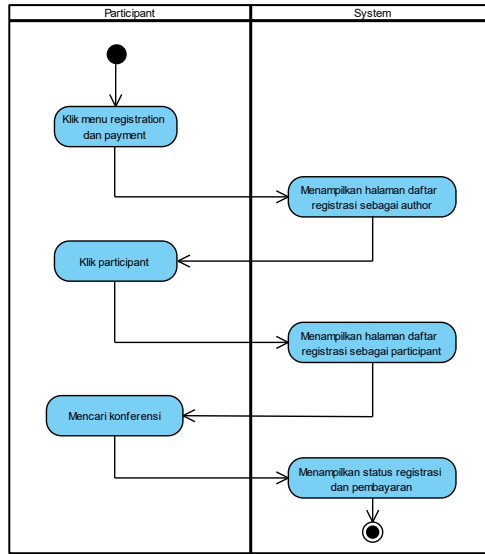 Participant
System
Klik menu registration
dan payment
Menampilkan halaman daftar
registrasi sebagai author
Klik participant
Menampilkan halaman daftar
registrasi sebagai participant
Mencari konferensi
Menampilkan status registrasi
dan pembayaran